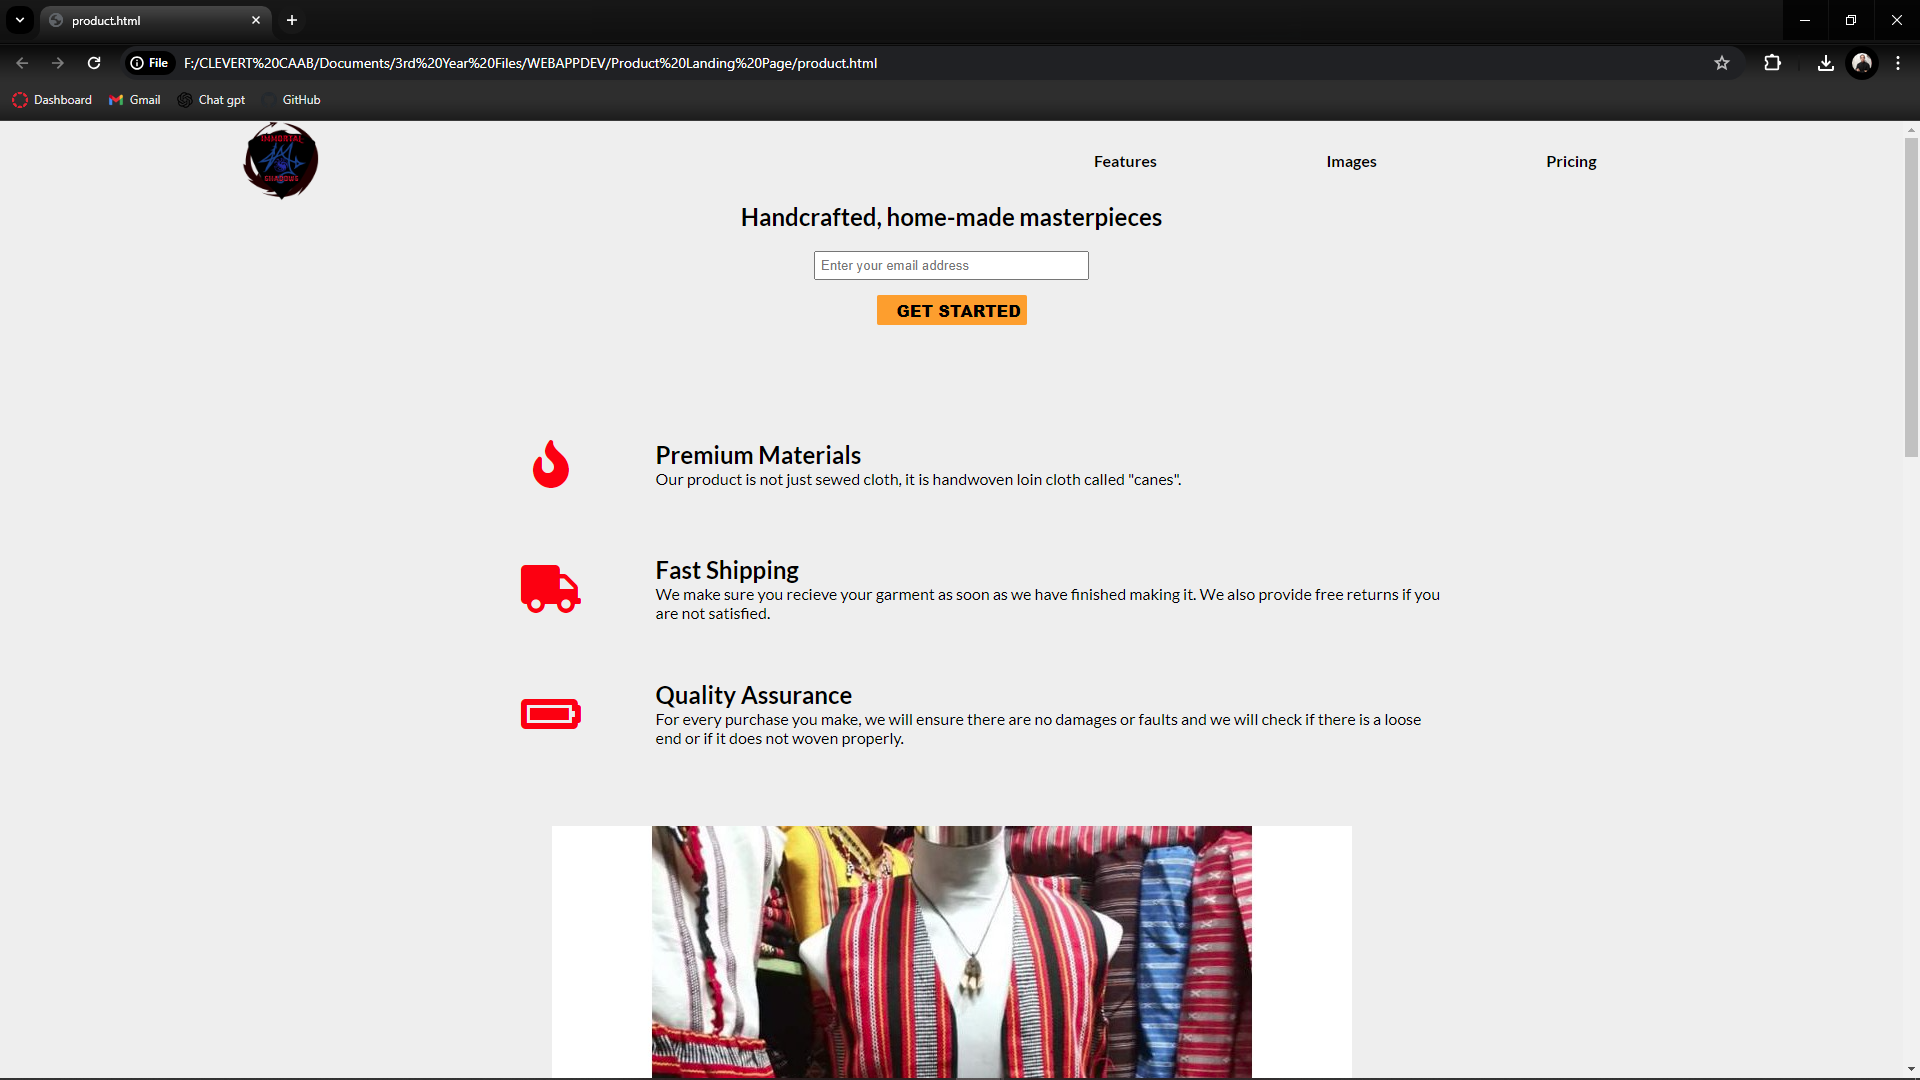 product.html
File
F:/CLEVERT%20CAAB/Documents/3rd%20Year%20Files/WEBAPPDEV/Product%20Landing%20Page/product.html
Dashboard
Gmail
Chat gpt
GitHub
IMMORTAL
SHADOWS
Features
Images
Pricing
Handcrafted, home-made masterpieces
Enter your email address
GET STARTED
Premium Materials
Our product is not just sewed cloth, it is handwoven loin cloth called "canes".
Fast Shipping
We make sure you recieve your garment as soon as we have finished making it. We also provide free returns if you
are not satisfied.
Quality Assurance
For every purchase you make, we will ensure there are no damages or faults and we will check if there is a loose
end or if it does not woven properly.